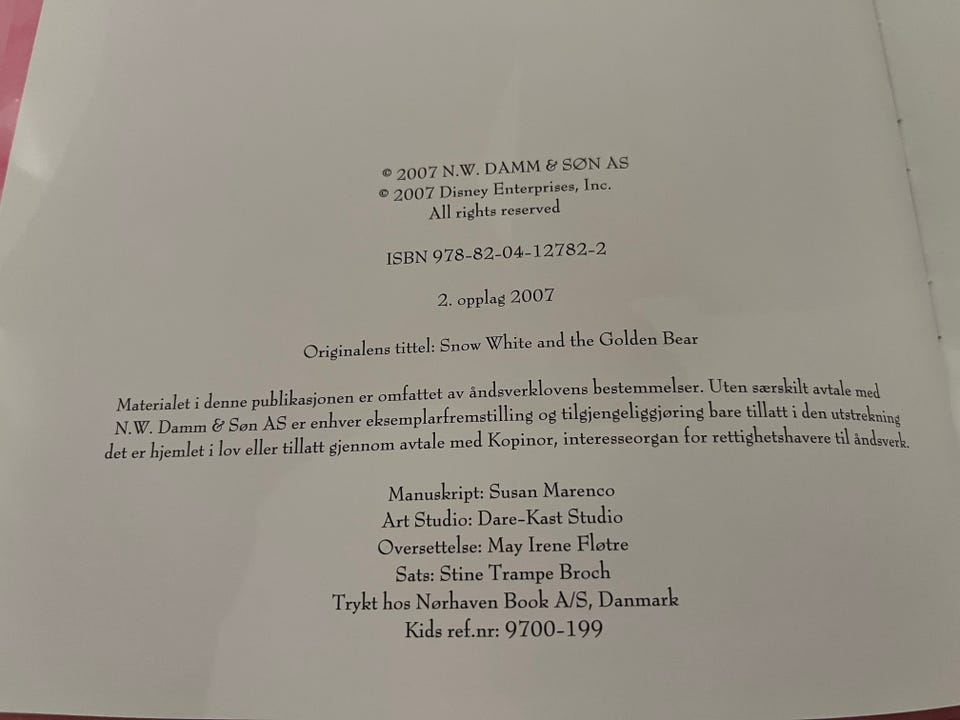 © 2007 N.W. DAMM & SØN AS
© 2007 Disney Enterprises, Inc.
All rights reserved
ISBN 978-82-04-12782-2
2. opplag 2007
Originalens tittel: Snow White and the Golden Bear
Materialet i denne publikasjonen er omfattet av åndsverklovens bestemmelser. Uten særskilt avtale med
N.W. Damm & Søn AS er enhver eksemplarfremstilling og tilgjengeliggjøring bare tillatt i den utstrekning
det er hjemlet i lov eller tillatt gjennom avtale med Kopinor, interesseorgan for rettighetshavere til åndsverk.
Manuskript: Susan Marenco
Art Studio: Dare-Kast Studio
Oversettelse: May Irene Fløtre
Sats: Stine Trampe Broch
Trykt hos Nørhaven Book A/S, Danmark
Kids ref.nr: 9700-199